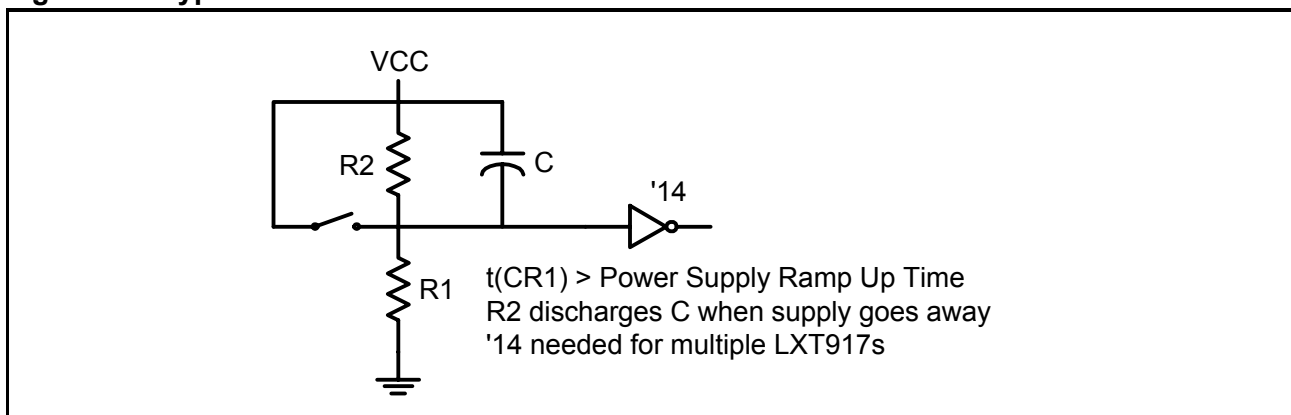 VCC
R2
C
'14
R1
t(CR1) > Power Supply Ramp Up Time
R2 discharges C when supply goes away
'14 needed for multiple LXT917s